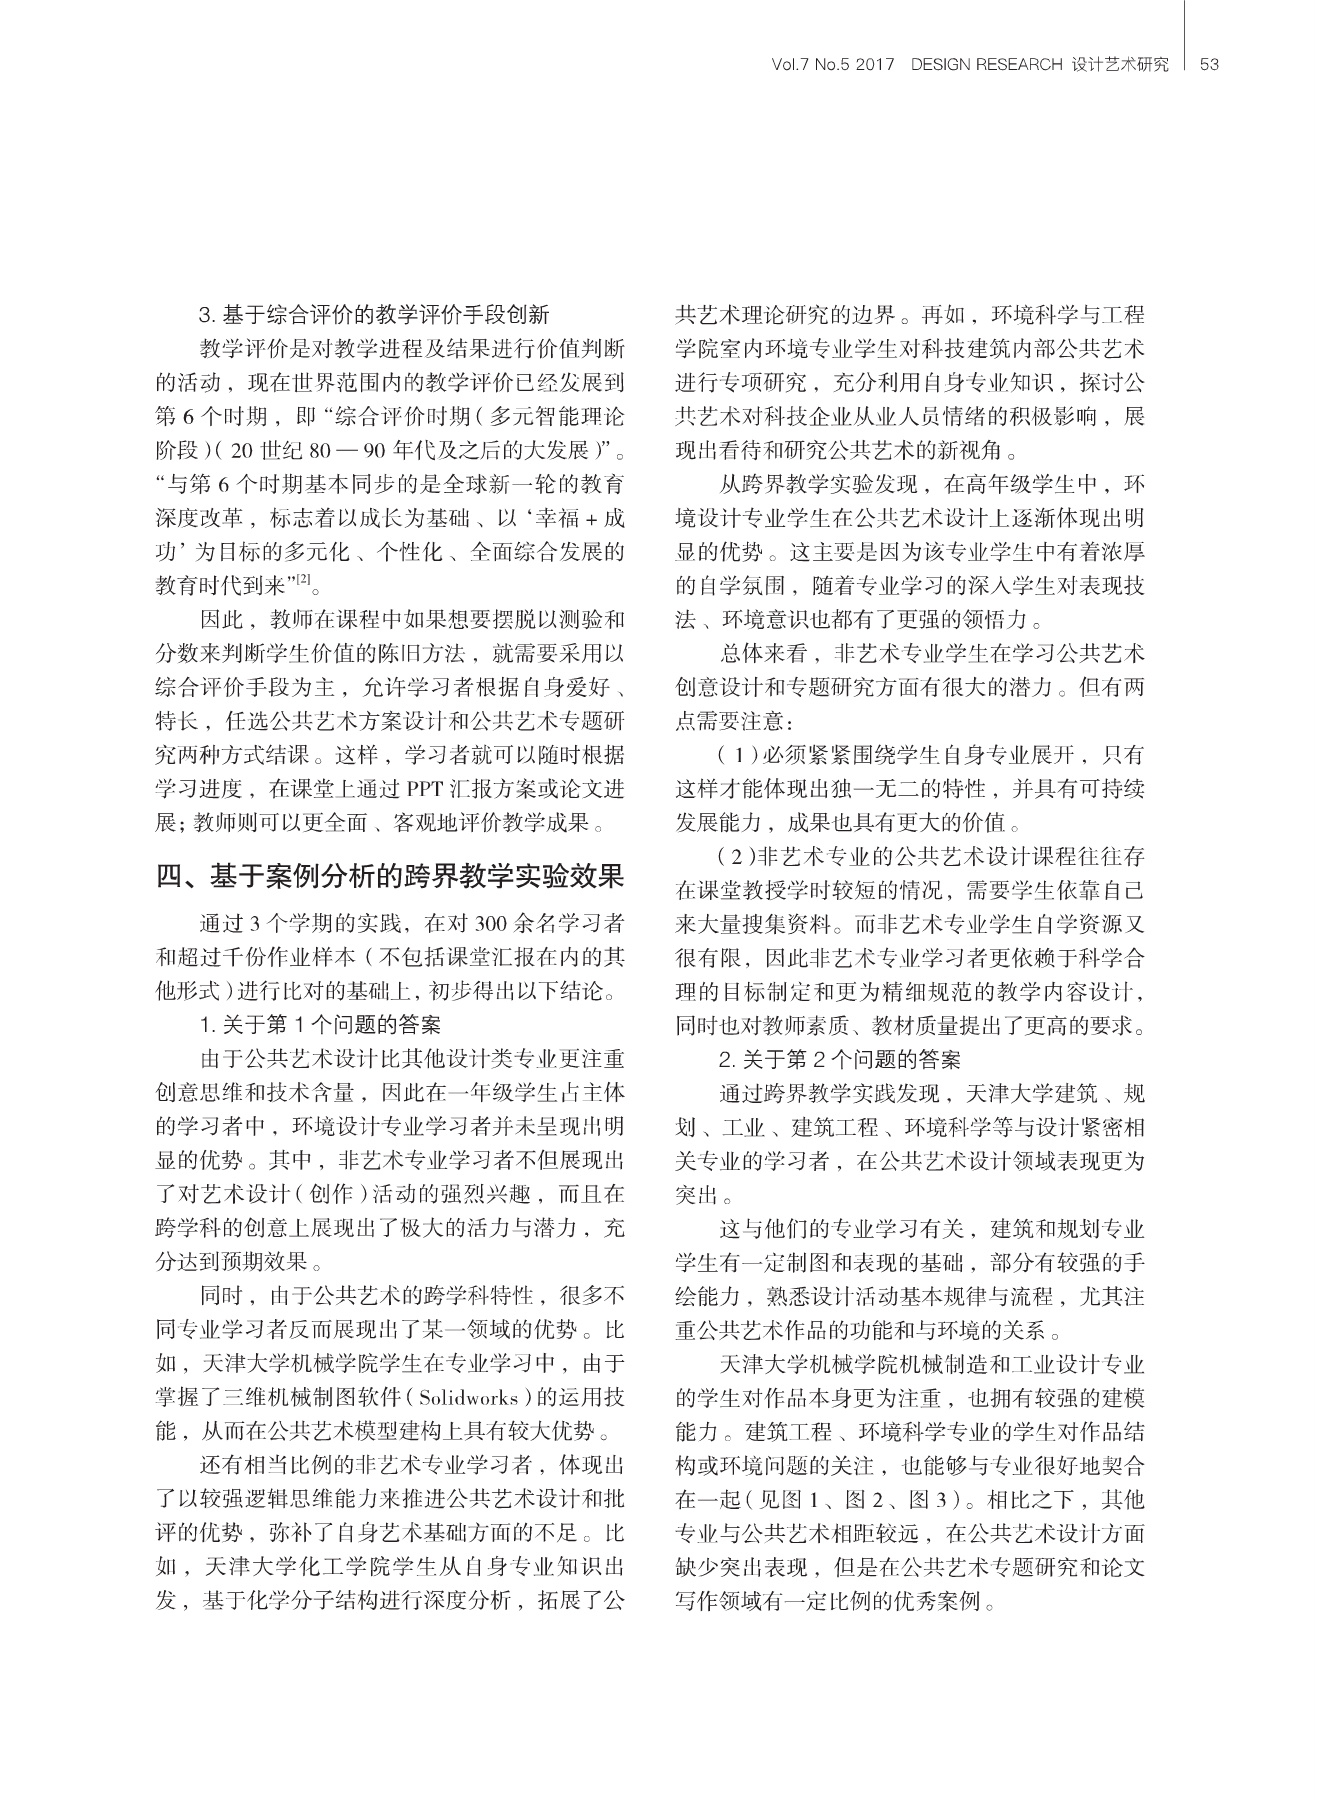 Vol.7 No.5 2017 DESIGN RESEARCH 设计艺术研究 53
3. 基于综合评价的教学评价手段创新
教学评价是对教学进程及结果进行价值判断
的活动，现在世界范围内的教学评价已经发展到
第 6 个时期，即“综合评价时期（多元智能理论
阶段）（20 世纪 80 — 90 年代及之后的大发展）”。
“与第 6 个时期基本同步的是全球新一轮的教育
深度改革，标志着以成长为基础、以‘幸福 + 成
功’为目标的多元化、个性化、全面综合发展的
教育时代到来”[2]。
因此，教师在课程中如果想要摆脱以测验和
分数来判断学生价值的陈旧方法，就需要采用以
综合评价手段为主，允许学习者根据自身爱好、
特长，任选公共艺术方案设计和公共艺术专题研
究两种方式结课。这样，学习者就可以随时根据
学习进度，在课堂上通过 PPT 汇报方案或论文进
展；教师则可以更全面、客观地评价教学成果。
四、基于案例分析的跨界教学实验效果
通过 3 个学期的实践，在对 300 余名学习者
和超过千份作业样本（不包括课堂汇报在内的其
他形式）进行比对的基础上，初步得出以下结论。
1. 关于第 1 个问题的答案
由于公共艺术设计比其他设计类专业更注重
创意思维和技术含量，因此在一年级学生占主体
的学习者中，环境设计专业学习者并未呈现出明
显的优势。其中，非艺术专业学习者不但展现出
了对艺术设计（创作）活动的强烈兴趣，而且在
跨学科的创意上展现出了极大的活力与潜力，充
分达到预期效果。
同时，由于公共艺术的跨学科特性，很多不
同专业学习者反而展现出了某一领域的优势。比
如，天津大学机械学院学生在专业学习中，由于
掌握了三维机械制图软件（Solidworks）的运用技
能，从而在公共艺术模型建构上具有较大优势。
还有相当比例的非艺术专业学习者，体现出
了以较强逻辑思维能力来推进公共艺术设计和批
评的优势，弥补了自身艺术基础方面的不足。比
如，天津大学化工学院学生从自身专业知识出
发，基于化学分子结构进行深度分析，拓展了公
共艺术理论研究的边界。再如，环境科学与工程
学院室内环境专业学生对科技建筑内部公共艺术
进行专项研究，充分利用自身专业知识，探讨公
共艺术对科技企业从业人员情绪的积极影响，展
现出看待和研究公共艺术的新视角。
从跨界教学实验发现，在高年级学生中，环
境设计专业学生在公共艺术设计上逐渐体现出明
显的优势。这主要是因为该专业学生中有着浓厚
的自学氛围，随着专业学习的深入学生对表现技
法、环境意识也都有了更强的领悟力。
总体来看，非艺术专业学生在学习公共艺术
创意设计和专题研究方面有很大的潜力。但有两
点需要注意：
（1）必须紧紧围绕学生自身专业展开，只有
这样才能体现出独一无二的特性，并具有可持续
发展能力，成果也具有更大的价值。
（2）非艺术专业的公共艺术设计课程往往存
在课堂教授学时较短的情况，需要学生依靠自己
来大量搜集资料。而非艺术专业学生自学资源又
很有限，因此非艺术专业学习者更依赖于科学合
理的目标制定和更为精细规范的教学内容设计，
同时也对教师素质、教材质量提出了更高的要求。
2. 关于第 2 个问题的答案
通过跨界教学实践发现，天津大学建筑、规
划、工业、建筑工程、环境科学等与设计紧密相
关专业的学习者，在公共艺术设计领域表现更为
突出。
这与他们的专业学习有关，建筑和规划专业
学生有一定制图和表现的基础，部分有较强的手
绘能力，熟悉设计活动基本规律与流程，尤其注
重公共艺术作品的功能和与环境的关系。
天津大学机械学院机械制造和工业设计专业
的学生对作品本身更为注重，也拥有较强的建模
能力。建筑工程、环境科学专业的学生对作品结
构或环境问题的关注，也能够与专业很好地契合
在一起（见图 1、图 2、图 3）。相比之下，其他
专业与公共艺术相距较远，在公共艺术设计方面
缺少突出表现，但是在公共艺术专题研究和论文
写作领域有一定比例的优秀案例。